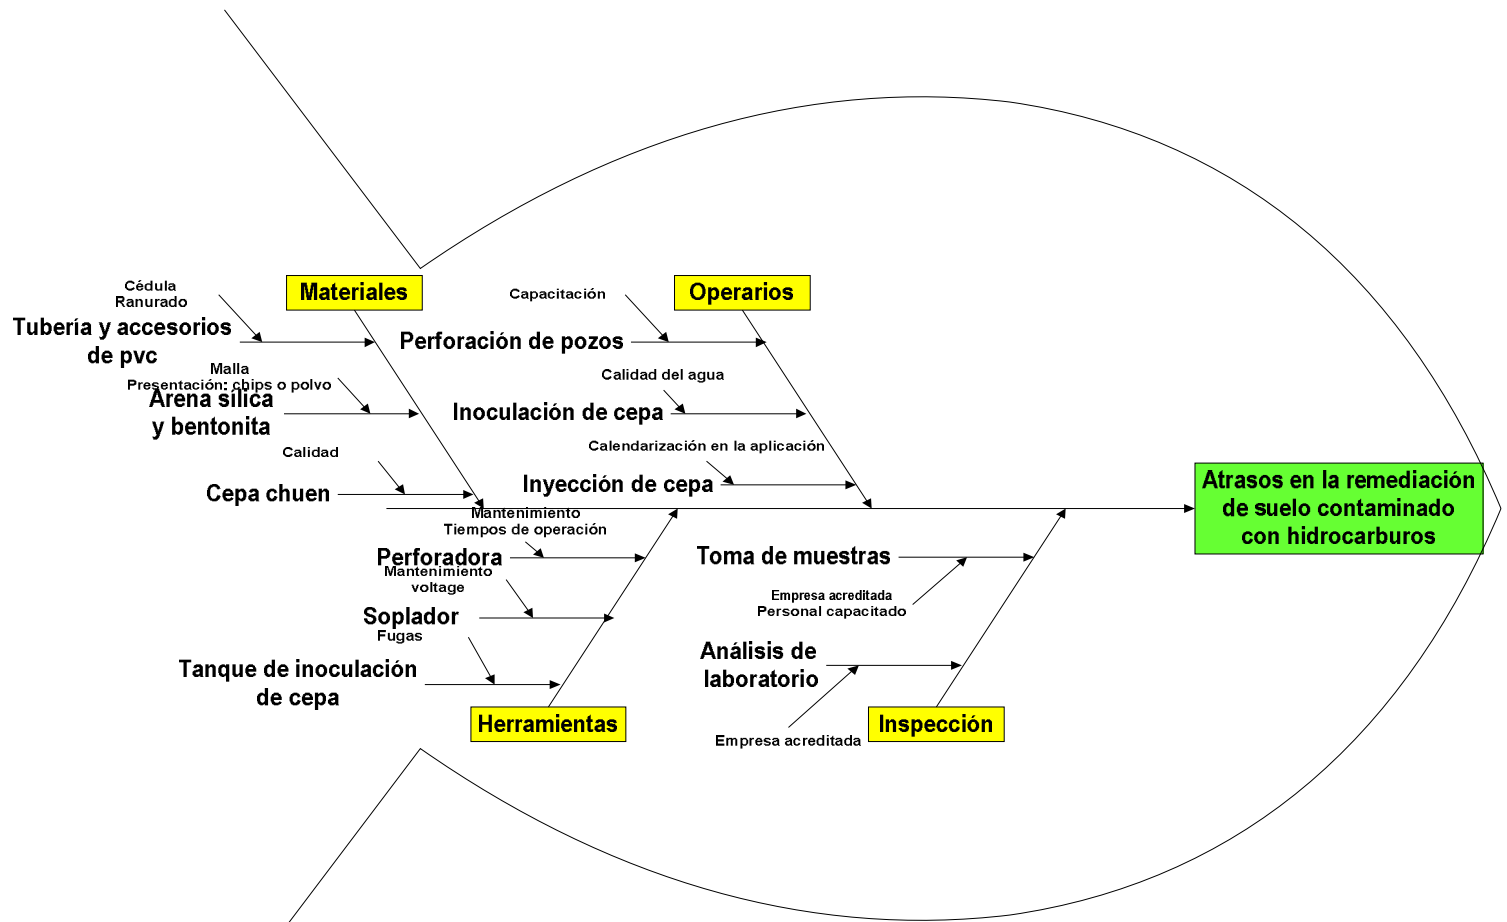 Cédula
Ranurado
Materiales
Tubería y accesorios
de pvc
Malla
Presentación: chips o polvo
Arena sílica
y bentonita
Calidad
Cepa chuen
Capacitación
Operarios
Perforación de pozos
Calidad del agua
Inoculación de cepa
Calendarización en la aplicación
Inyección de cepa
Atrasos en la remediación
de suelo contaminado
con hidrocarburos
Mantenimiento
Tiempos de operación
Perforadora
Mantenimiento
voltage
Soplador
Fugas
Tanque de inoculación
de cepa
Herramientas
Toma de muestras
Empresa acreditada
Personal capacitado
Análisis de
laboratorio
Empresa acreditada
Inspección